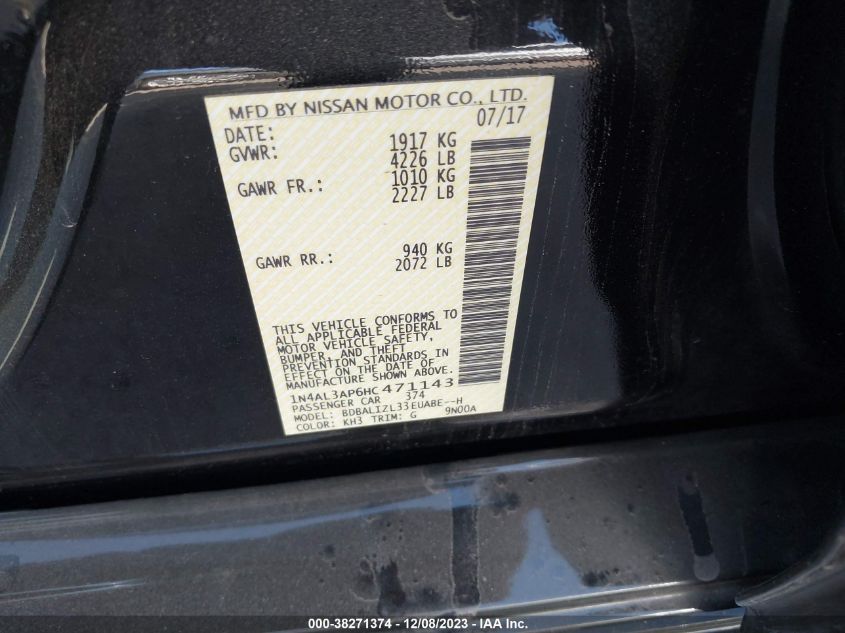 MFD BY NISSAN MOTOR CO., LTD.
DATE: 07/17
GVWR: 1917 KG
4226 LB
GAWR FR.: 1010 KG
2227 LB
GAWR RR.: 940 KG
2072 LB
THIS VEHICLE CONFORMS TO
ALL APPLICABLE FEDERAL
MOTOR VEHICLE SAFETY,
BUMPER, AND THEFT
PREVENTION STANDARDS IN
EFFECT ON THE DATE OF
MANUFACTURE SHOWN ABOVE.
1N4AL3AP6HC471143
PASSENGER CAR 374
MODEL: BDBALIZL33EUABE--H
COLOR: KH3 TRIM: G 9N00A
000-38271374 - 12/08/2023 - IAA Inc.